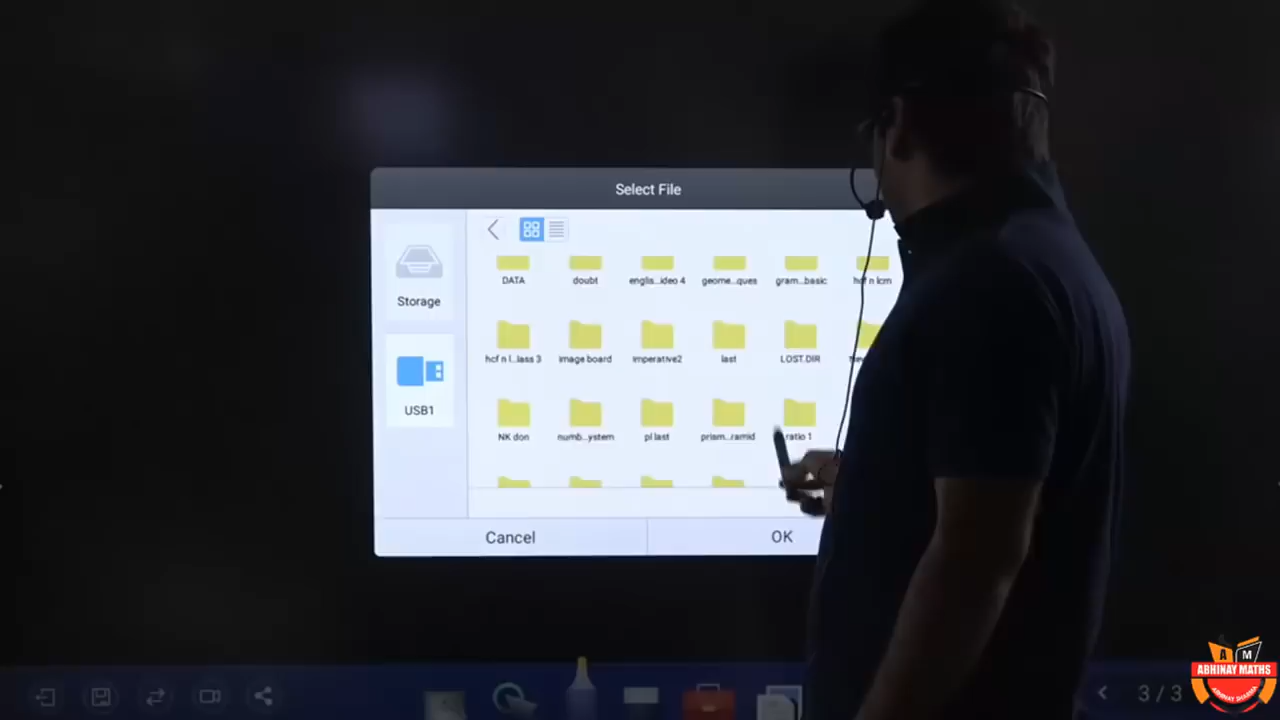 Select File
Storage
USB1
DATA
doubt
englis...ideo 4
geome...ques
gram...basic
hcf n lcm
hcf n l...lass 3
image board
imperative2
last
LOST.DIR
NK don
numb...ystem
pl last
prism...ramid
ratio 1
Cancel
OK
3 / 3
A M
ABHINAY MATHS
ABHINAY SHARMA